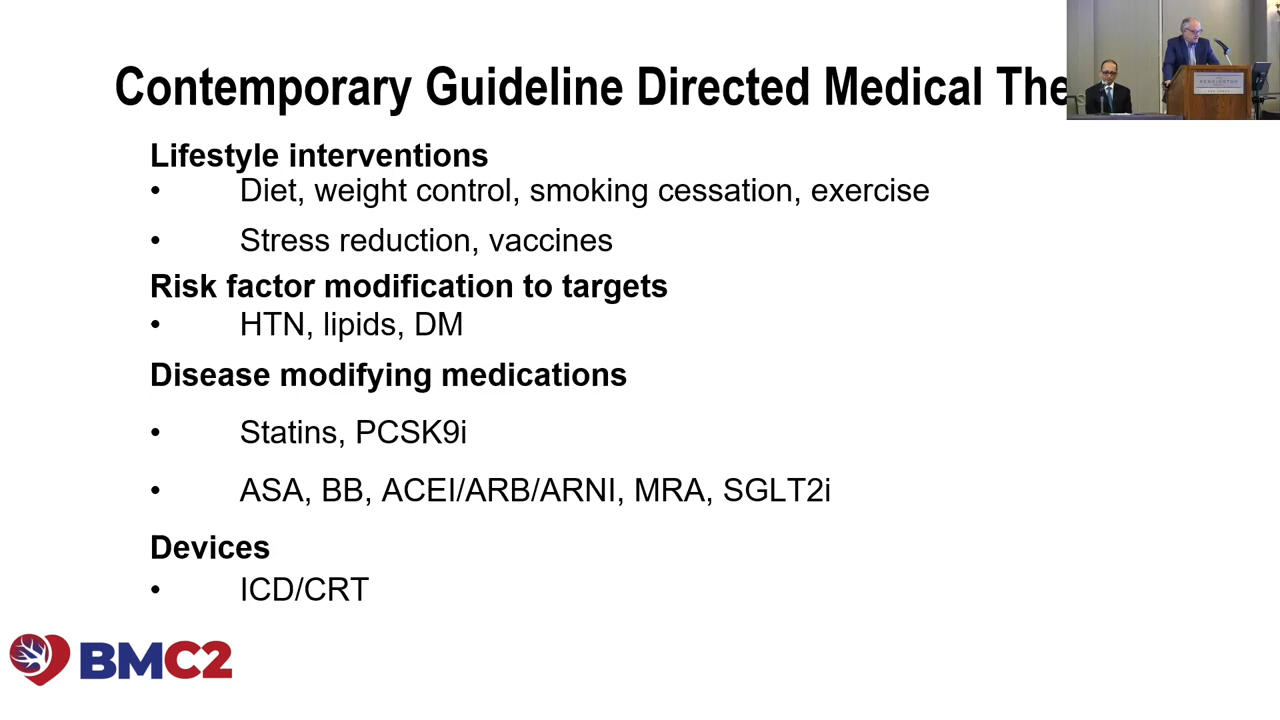 Contemporary Guideline Directed Medical The
Lifestyle interventions
• Diet, weight control, smoking cessation, exercise
• Stress reduction, vaccines
Risk factor modification to targets
• HTN, lipids, DM
Disease modifying medications
• Statins, PCSK9i
• ASA, BB, ACEI/ARB/ARNI, MRA, SGLT2i
Devices
• ICD/CRT
BMC2